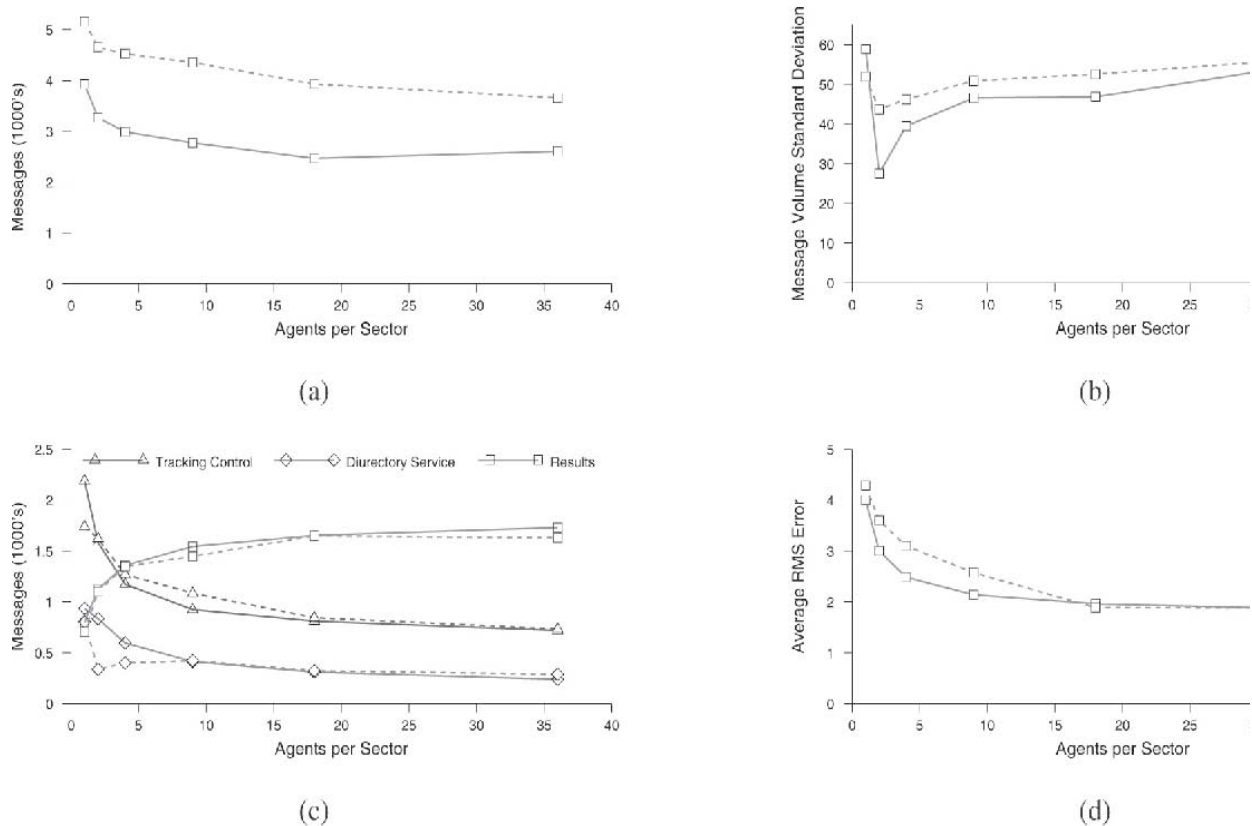 5
4
3
2
1
0
Messages (1000's)
0 5 10 15 20 25 30 35 40
Agents per Sector
(a)
60
50
40
30
20
10
0
Message Volume Standard Deviation
0 5 10 15 20 25
Agents per Sector
(b)
2.5
2
1.5
1
0.5
0
Messages (1000's)
Tracking Control Diurectory Service Results
0 5 10 15 20 25 30 35 40
Agents per Sector
(c)
5
4
3
2
1
0
Average RMS Error
0 5 10 15 20 25
Agents per Sector
(d)